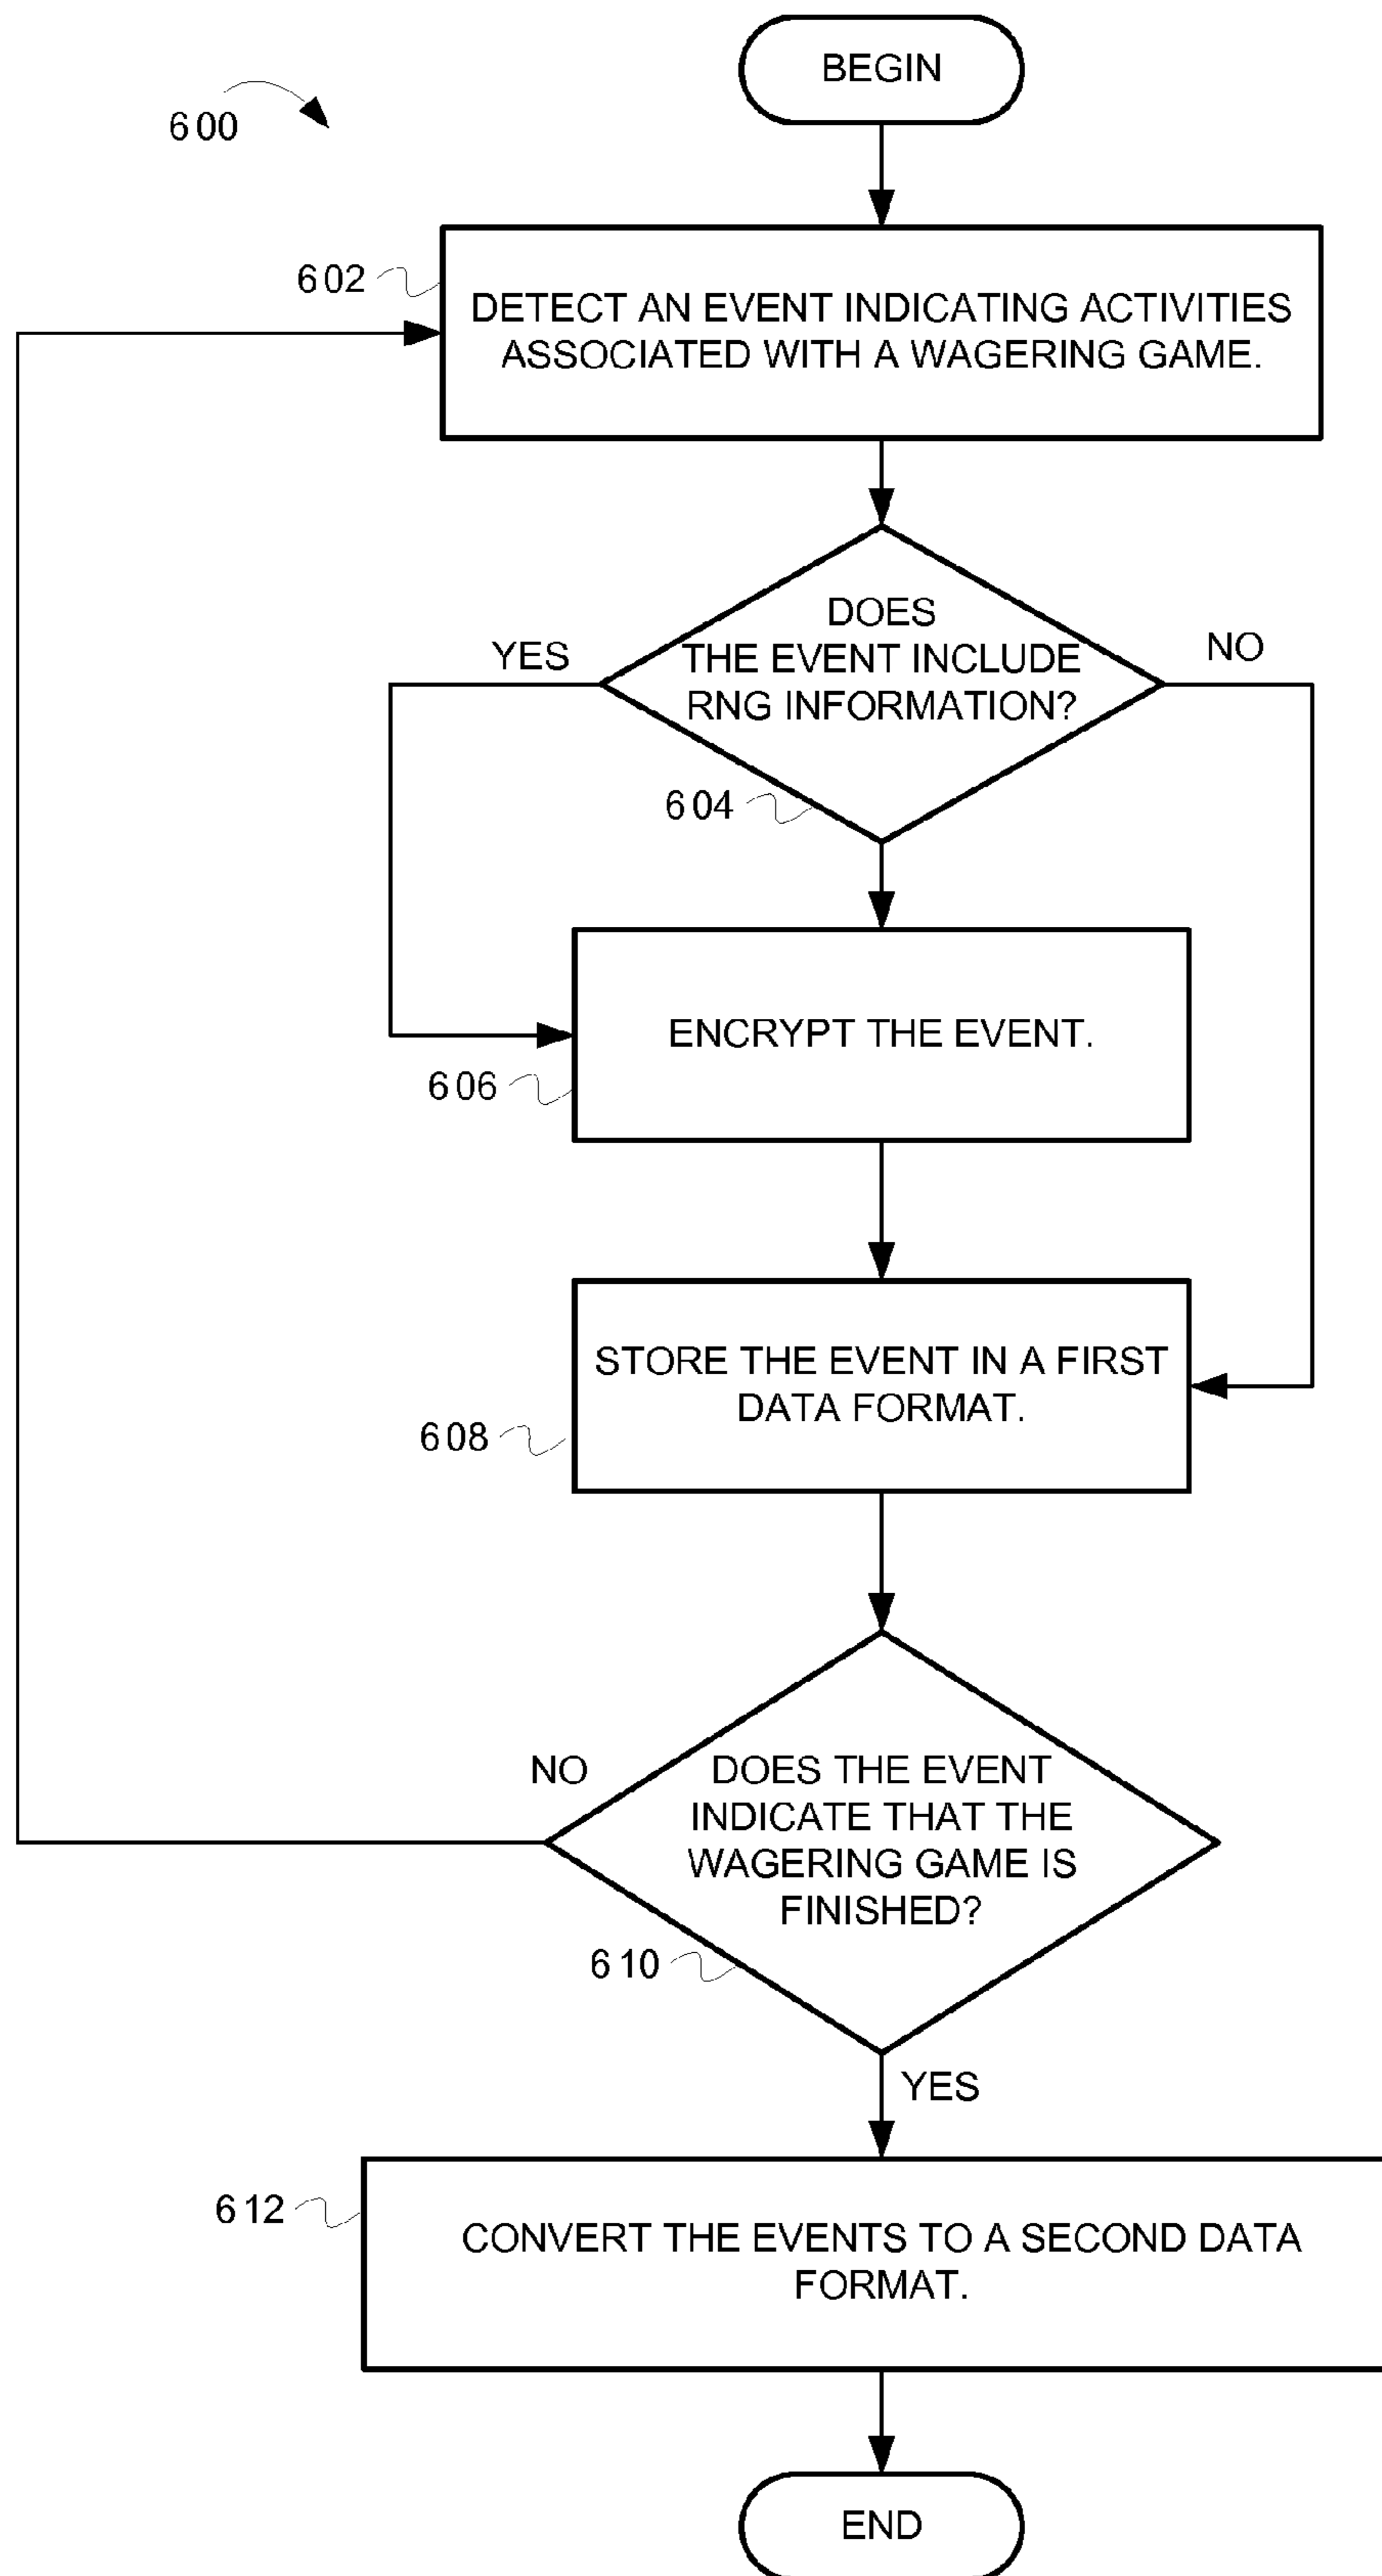 BEGIN
600
602
DETECT AN EVENT INDICATING ACTIVITIES
ASSOCIATED WITH A WAGERING GAME.
DOES
THE EVENT INCLUDE
RNG INFORMATION?
YES
NO
604
ENCRYPT THE EVENT.
606
STORE THE EVENT IN A FIRST
DATA FORMAT.
608
NO
DOES THE EVENT
INDICATE THAT THE
WAGERING GAME IS
FINISHED?
610
YES
612
CONVERT THE EVENTS TO A SECOND DATA
FORMAT.
END